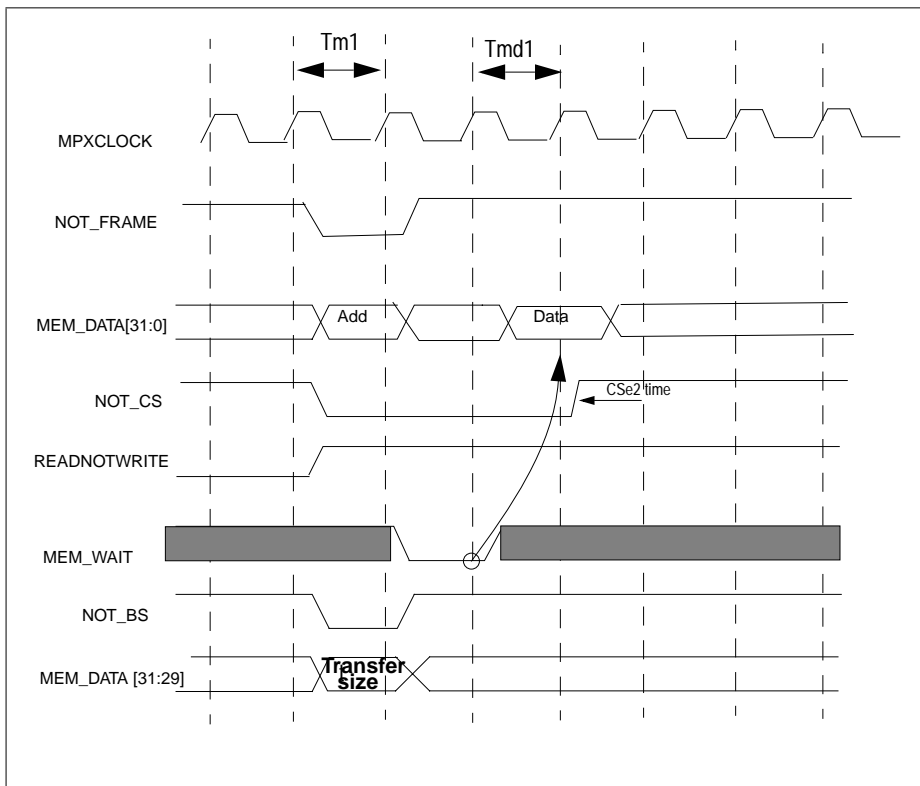 Tm1
Tmd1
MPXCLOCK
NOT_FRAME
MEM_DATA[31:0]
Add
Data
NOT_CS
CSe2 time
READNOTWRITE
MEM_WAIT
NOT_BS
MEM_DATA [31:29]
Transfer
size